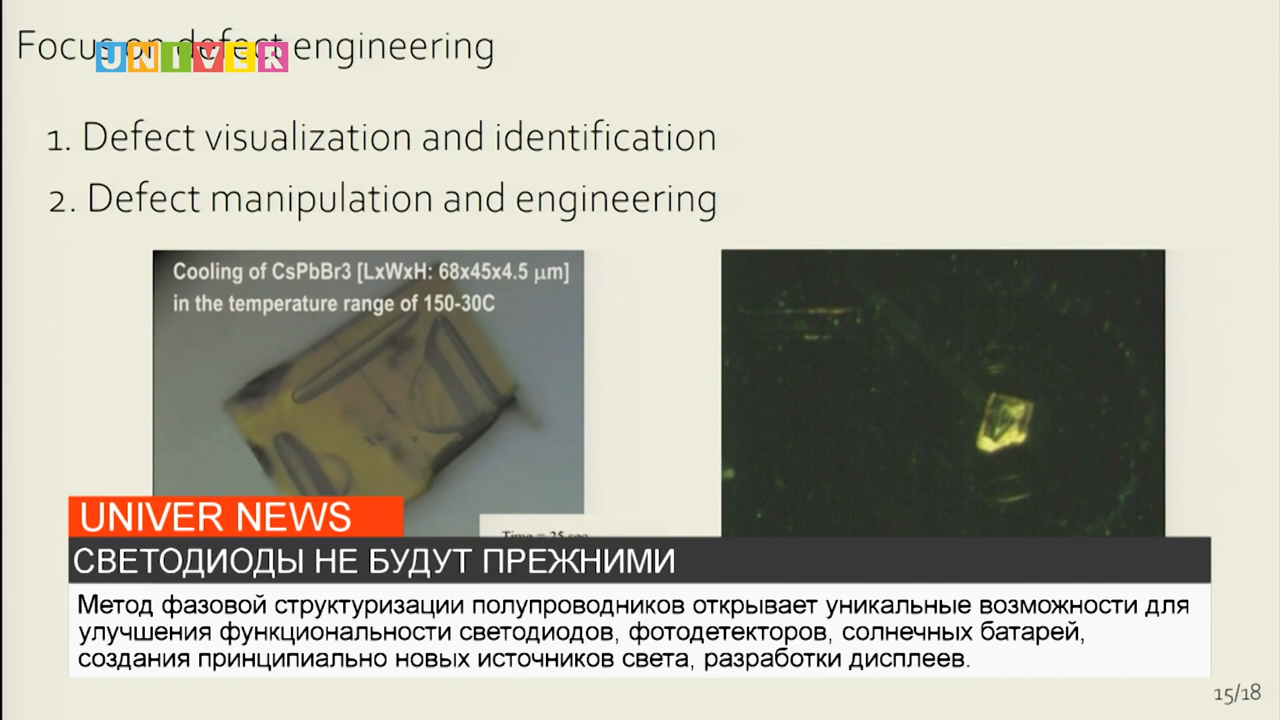 Focus on defect engineering
UNIVER
1. Defect visualization and identification
2. Defect manipulation and engineering
Cooling of CsPbBr3 [LxWxH: 68x45x4.5 µm]
in the temperature range of 150-30C
Time = 25 sec
UNIVER NEWS
СВЕТОДИОДЫ НЕ БУДУТ ПРЕЖНИМИ
Метод фазовой структуризации полупроводников открывает уникальные возможности для
улучшения функциональности светодиодов, фотодетекторов, солнечных батарей,
создания принципиально новых источников света, разработки дисплеев.
15/18